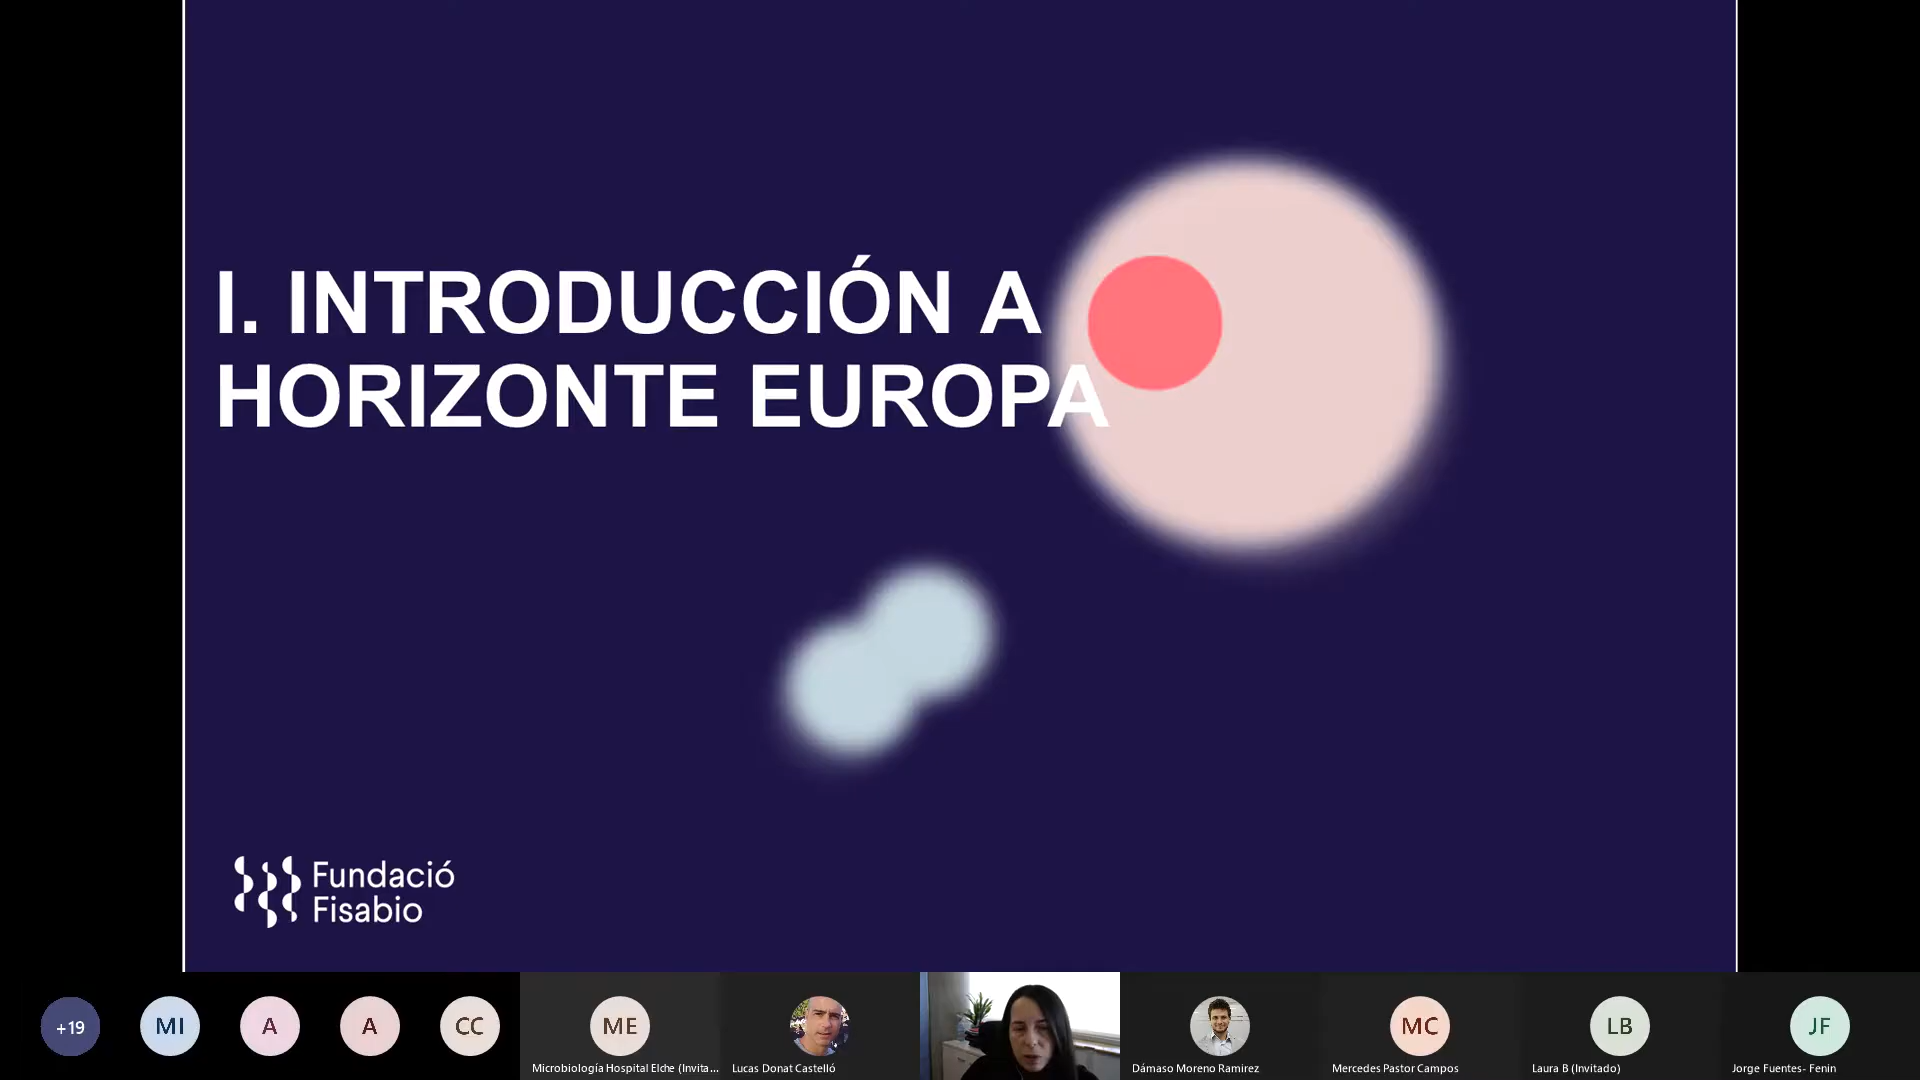 I. INTRODUCCIÓN A
HORIZONTE EUROPA
Fundació
Fisabio
+19
MI
A
A
CC
ME
MC
LB
JF
Microbiología Hospital Elche (Invita...
Lucas Donat Castelló
Dámaso Moreno Ramirez
Mercedes Pastor Campos
Laura B (Invitado)
Jorge Fuentes- Fenin